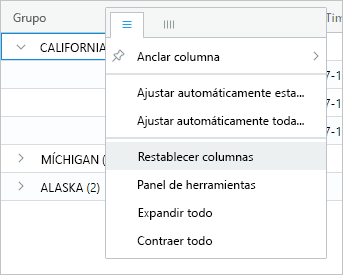 Grupo
CALIFORNIA
Anclar columna
7-1
Ajustar automáticamente esta...
7-1
Ajustar automáticamente toda...
7-1
Restablecer columnas
MÍCHIGAN (
Panel de herramientas
ALASKA (2)
Expandir todo
Contraer todo